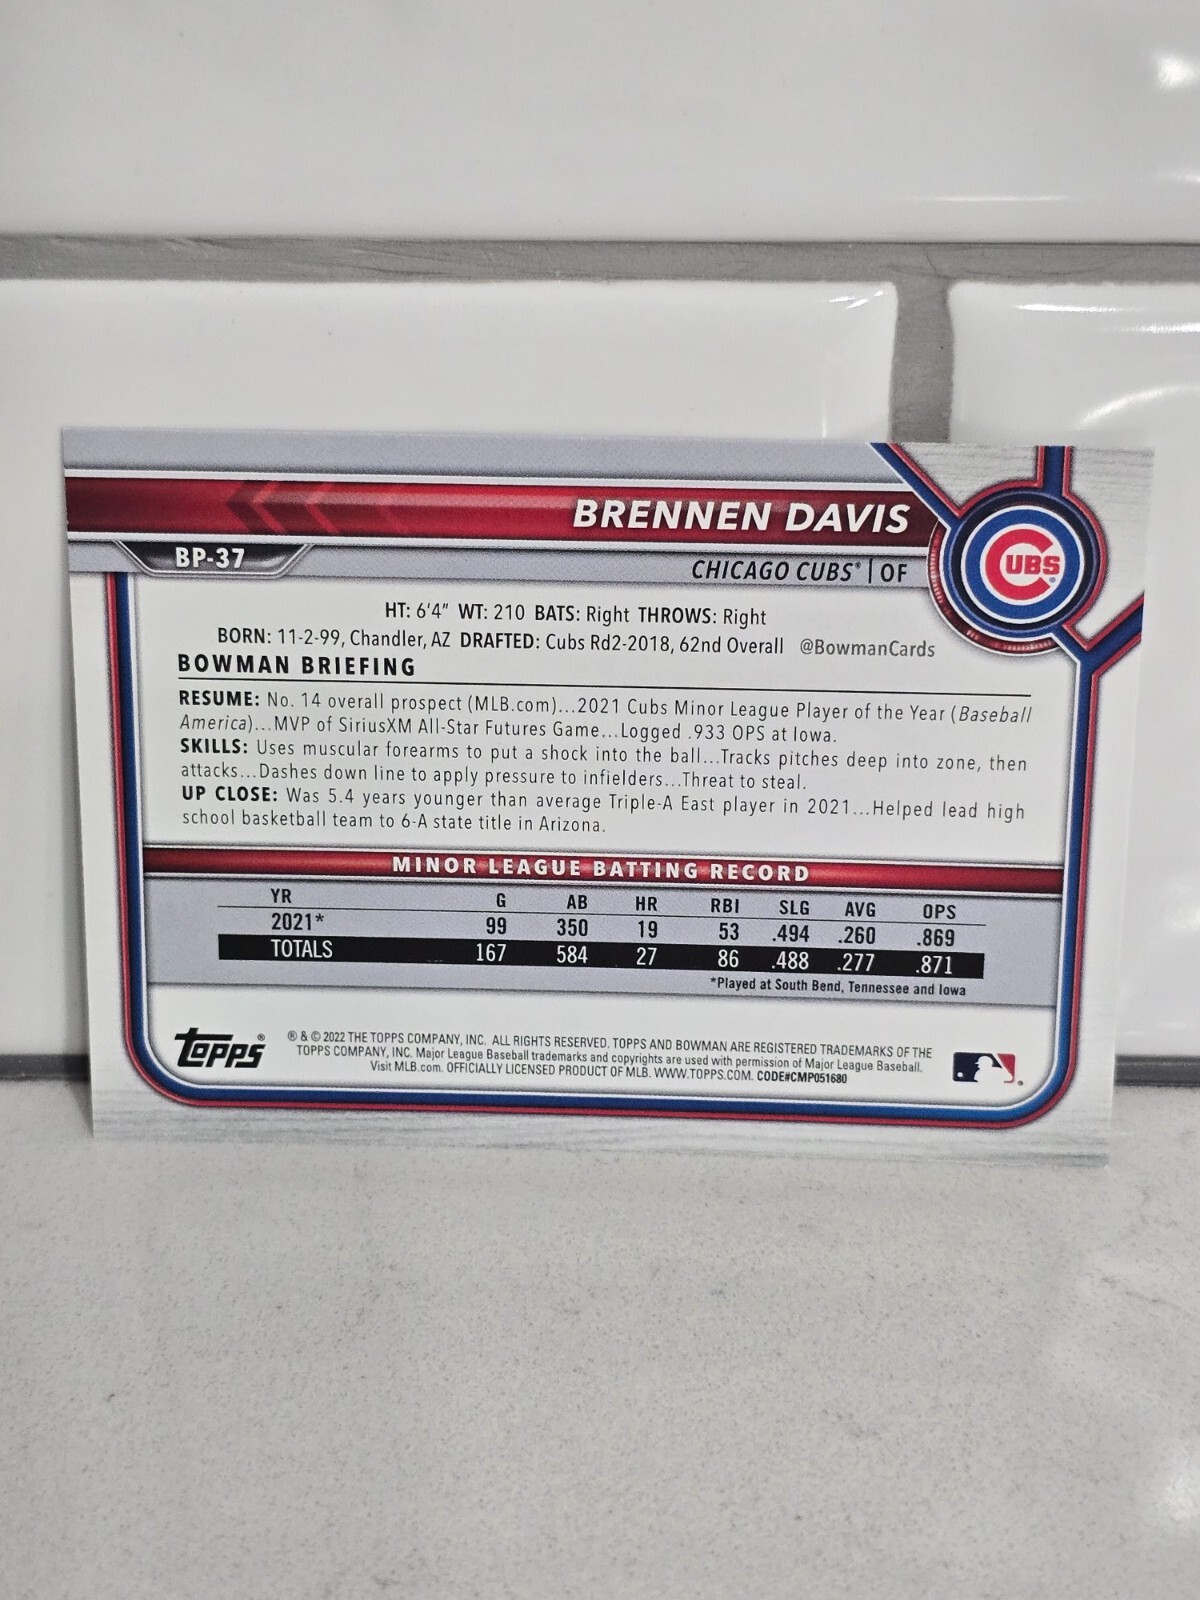 BRENNEN DAVIS
BP-37
CHICAGO CUBS® | OF
CUBS®
HT: 6'4" WT: 210 BATS: Right THROWS: Right
BORN: 11-2-99, Chandler, AZ DRAFTED: Cubs Rd2-2018, 62nd Overall @BowmanCards
BOWMAN BRIEFING
RESUME: No. 14 overall prospect (MLB.com)...2021 Cubs Minor League Player of the Year (Baseball
America)...MVP of SiriusXM All-Star Futures Game...Logged .933 OPS at Iowa.
SKILLS: Uses muscular forearms to put a shock into the ball...Tracks pitches deep into zone, then
attacks...Dashes down line to apply pressure to infielders...Threat to steal.
UP CLOSE: Was 5.4 years younger than average Triple-A East player in 2021...Helped lead high
school basketball team to 6-A state title in Arizona.
MINOR LEAGUE BATTING RECORD
YR G AB HR RBI SLG AVG OPS
2021* 99 350 19 53 .494 .260 .869
TOTALS 167 584 27 86 .488 .277 .871
*Played at South Bend, Tennessee and Iowa
Topps®
® & © 2022 THE TOPPS COMPANY, INC. ALL RIGHTS RESERVED. TOPPS AND BOWMAN ARE REGISTERED TRADEMARKS OF THE
TOPPS COMPANY, INC. Major League Baseball trademarks and copyrights are used with permission of Major League Baseball.
Visit MLB.com. OFFICIALLY LICENSED PRODUCT OF MLB. WWW.TOPPS.COM. CODE#CMP051680